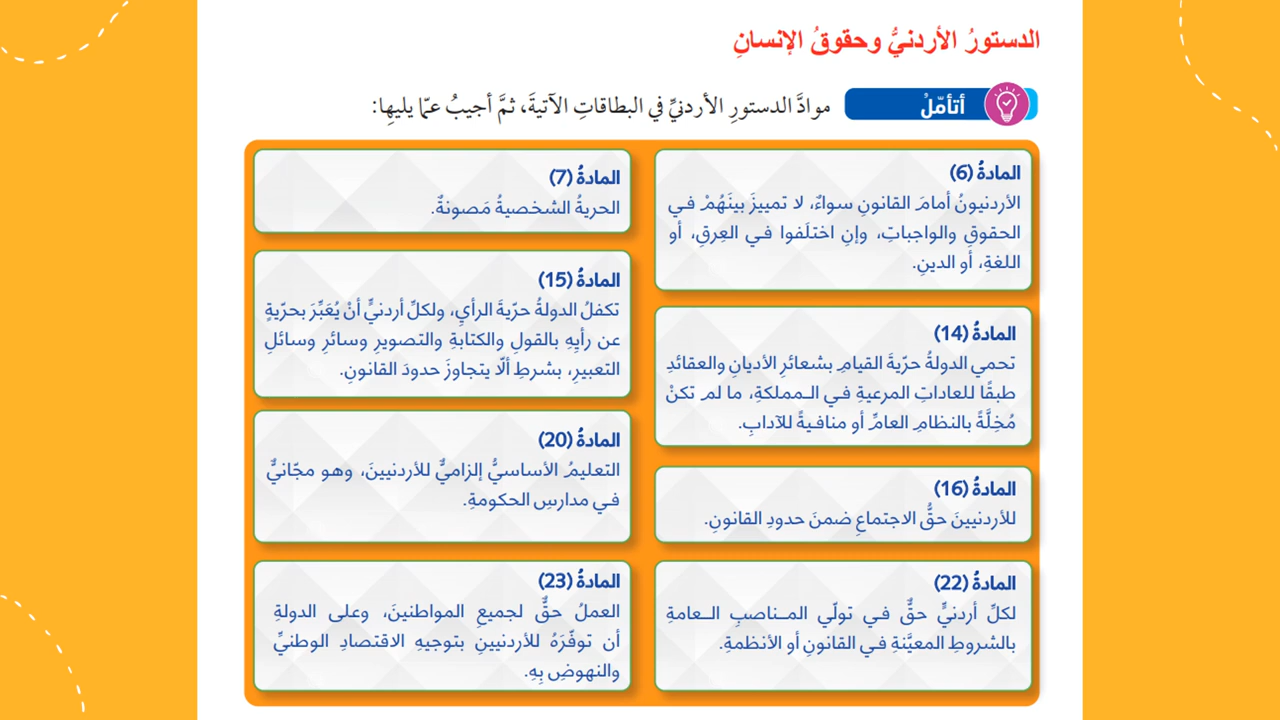 الدستورُ الأردنيُّ وحقوقُ الإنسانِ
أتأمّلُ
موادَّ الدستورِ الأردنيِّ في البطاقاتِ الآتيةَ، ثمَّ أجيبُ عمّا يليهِا:
المادةُ (6)
الأردنيونُ أمامَ القانونِ سواءٌ، لا تمييزَ بينَهُمْ في
الحقوقِ والواجباتِ، وإنِ اختلَفوا في العِرقِ، أو
اللغةِ، أو الدينِ.
المادةُ (7)
الحريةُ الشخصيةُ مَصونةٌ.
المادةُ (14)
تحمي الدولةُ حرّيةَ القيامِ بشعائرِ الأديانِ والعقائدِ
طبقًا للعاداتِ المرعيةِ في الـمملكةِ، ما لم تكنْ
مُخِلَّةً بالنظامِ العامِّ أو منافيةً للآدابِ.
المادةُ (15)
تكفلُ الدولةُ حرّيةَ الرأيِ، ولكلِّ أردنيٍّ أنْ يُعَبِّرَ بحرّيةٍ
عن رأيِهِ بالقولِ والكتابةِ والتصويرِ وسائرِ وسائلِ
التعبيرِ، بشرطِ ألّا يتجاوزَ حدودَ القانونِ.
المادةُ (16)
للأردنيينَ حقُّ الاجتماعِ ضمنَ حدودِ القانونِ.
المادةُ (20)
التعليمُ الأساسيُّ إلزاميٌّ للأردنيينَ، وهو مجّانيٌّ
في مدارسِ الحكومةِ.
المادةُ (22)
لكلِّ أردنيٍّ حقٌّ في تولّي المـناصبِ الـعامةِ
بالشروطِ المعيَّنةِ في القانونِ أو الأنظمةِ.
المادةُ (23)
العملُ حقٌّ لجميعِ المواطنينَ، وعلى الدولةِ
أن توفّرَهُ للأردنيينِ بتوجيهِ الاقتصادِ الوطنيِّ
والنهوضِ بِهِ.